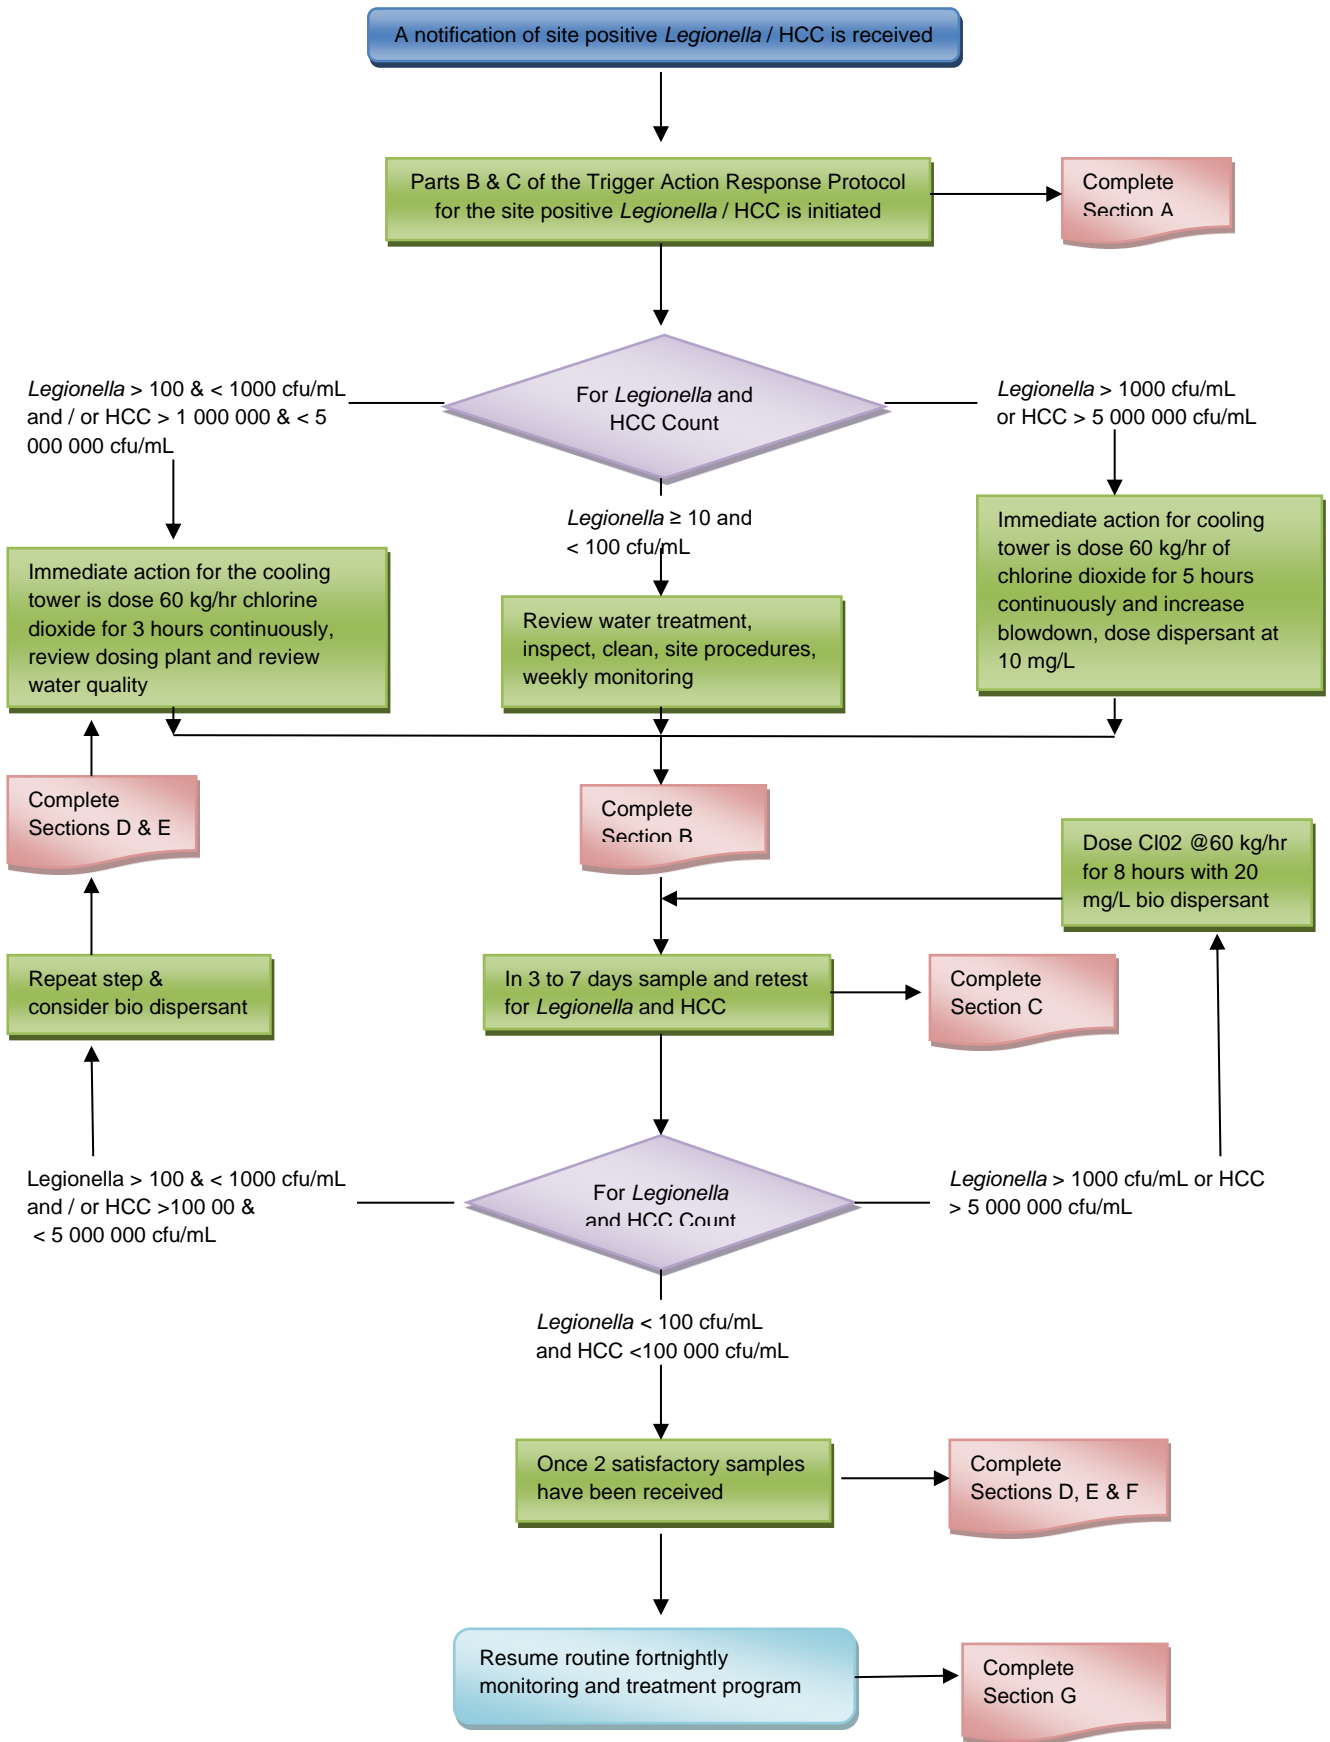 A notification of site positive Legionella / HCC is received
Parts B & C of the Trigger Action Response Protocol
for the site positive Legionella / HCC is initiated
Complete
Section A
For Legionella and
HCC Count
Legionella > 100 & < 1000 cfu/mL
and / or HCC > 1 000 000 & < 5
000 000 cfu/mL
Legionella > 1000 cfu/mL
or HCC > 5 000 000 cfu/mL
Legionella ≥ 10 and
< 100 cfu/mL
Immediate action for the cooling
tower is dose 60 kg/hr chlorine
dioxide for 3 hours continuously,
review dosing plant and review
water quality
Review water treatment,
inspect, clean, site procedures,
weekly monitoring
Immediate action for cooling
tower is dose 60 kg/hr of
chlorine dioxide for 5 hours
continuously and increase
blowdown, dose dispersant at
10 mg/L
Complete
Sections D & E
Complete
Section B
Dose Cl02 @60 kg/hr
for 8 hours with 20
mg/L bio dispersant
Repeat step &
consider bio dispersant
In 3 to 7 days sample and retest
for Legionella and HCC
Complete
Section C
Legionella > 100 & < 1000 cfu/mL
and / or HCC >100 00 &
< 5 000 000 cfu/mL
For Legionella
and HCC Count
Legionella > 1000 cfu/mL or HCC
> 5 000 000 cfu/mL
Legionella < 100 cfu/mL
and HCC <100 000 cfu/mL
Once 2 satisfactory samples
have been received
Complete
Sections D, E & F
Resume routine fortnightly
monitoring and treatment program
Complete
Section G